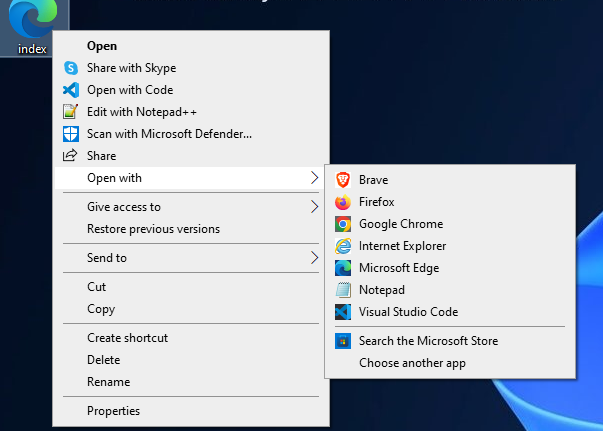 index
Open
Share with Skype
Open with Code
Edit with Notepad++
Scan with Microsoft Defender...
Share
Open with
Give access to
Restore previous versions
Send to
Cut
Copy
Create shortcut
Delete
Rename
Properties
Brave
Firefox
Google Chrome
Internet Explorer
Microsoft Edge
Notepad
Visual Studio Code
Search the Microsoft Store
Choose another app